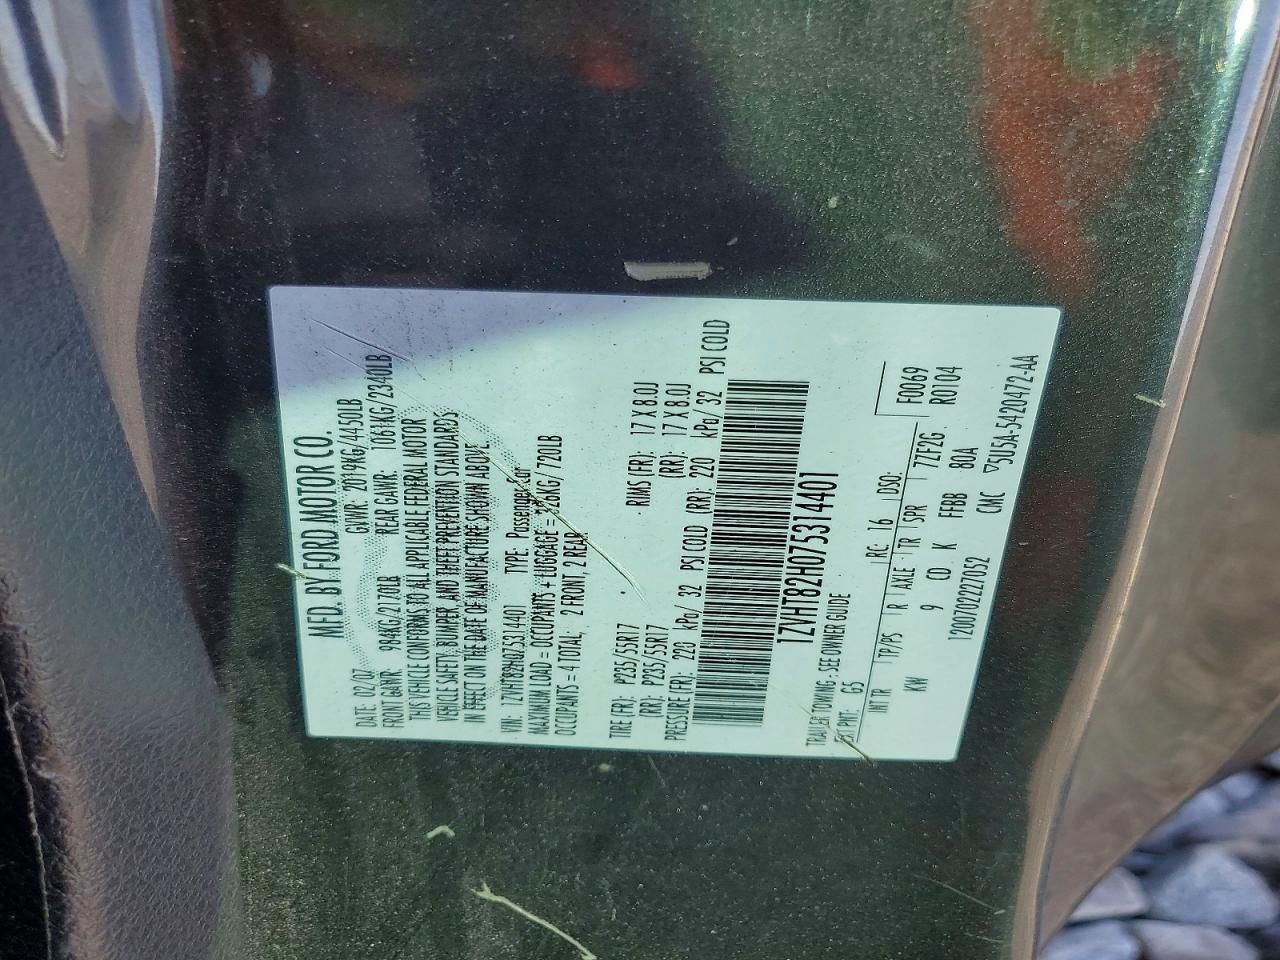 MFD. BY FORD MOTOR CO.
DATE: 02/07 GVWR: 2019KG/4450LB
FRONT GAWR: 984KG/2170LB REAR GAWR: 1061KG/2340LB
THIS VEHICLE CONFORMS TO ALL APPLICABLE FEDERAL MOTOR
VEHICLE SAFETY, BUMPER, AND THEFT PREVENTION STANDARDS
IN EFFECT ON THE DATE OF MANUFACTURE SHOWN ABOVE.
VIN: 1ZVHT82H075314401 TYPE: Passenger Car
MAXIMUM LOAD = OCCUPANTS + LUGGAGE = 326KG/ 720LB
OCCUPANTS = 4 TOTAL; 2 FRONT, 2 REAR
TIRE (FR): P235/55R17 RIMS (FR): 17 X 8.0J
(RR): P235/55R17 (RR): 17 X 8.0J
PRESSURE (FR): 220 kPa/ 32 PSI COLD (RR): 220 kPa/ 32 PSI COLD
1ZVHT82H075314401
TRAILER TOWING - SEE OWNER GUIDE
EXT PNT: G5 RC: 16 DSO: F0069
INT TR TP/PS R AXLE TR SPR 7ZF2G R0104
KW 9 CD K FFBB 80A
12007022270S2 CMC 5U5A-5420472-AA